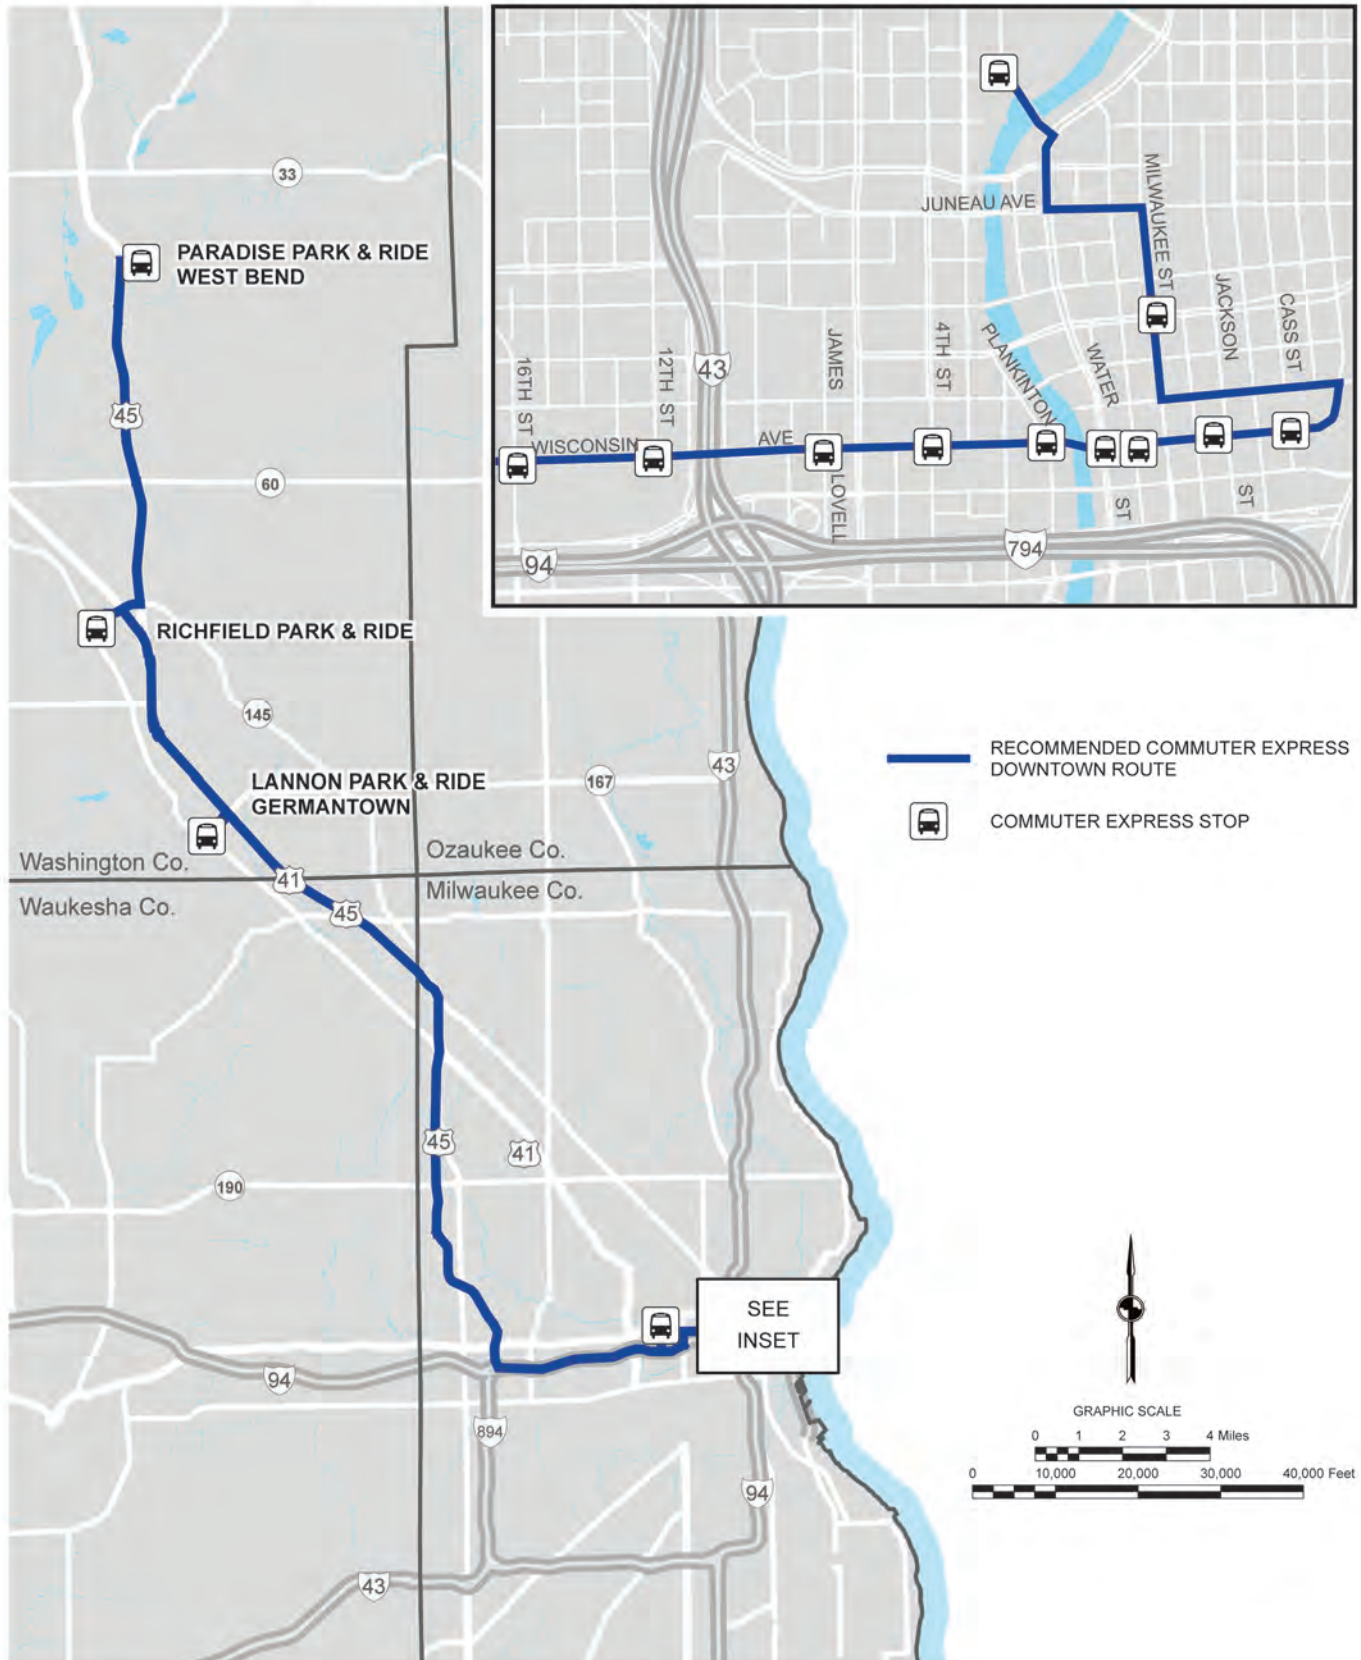 33
PARADISE PARK & RIDE
WEST BEND
45
60
RICHFIELD PARK & RIDE
145
LANNON PARK & RIDE
GERMANTOWN
167
43
Washington Co.
Ozaukee Co.
41
Waukesha Co.
Milwaukee Co.
45
45
41
190
SEE
INSET
94
894
94
43
JUNEAU AVE
MILWAUKEE ST
JACKSON
ST
CASS ST
16TH ST
12TH ST
43
JAMES
LOVELL
4TH ST
PLANKINTON
WATER
ST
WISCONSIN
AVE
94
794
RECOMMENDED COMMUTER EXPRESS
DOWNTOWN ROUTE
COMMUTER EXPRESS STOP
GRAPHIC SCALE
0 1 2 3 4 Miles
0 10,000 20,000 30,000 40,000 Feet